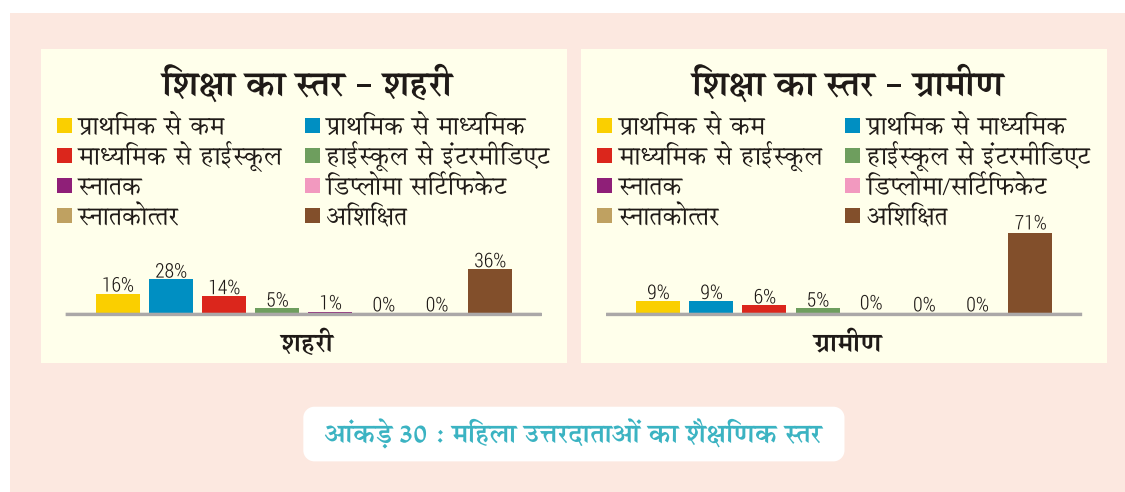 शिक्षा का स्तर – शहरी
प्राथमिक से कम
प्राथमिक से माध्यमिक
माध्यमिक से हाईस्कूल
हाईस्कूल से इंटरमीडिएट
स्नातक
डिप्लोमा सर्टिफिकेट
स्नातकोत्तर
अशिक्षित
16%
28%
14%
5%
1%
0%
0%
36%
शहरी
शिक्षा का स्तर – ग्रामीण
प्राथमिक से कम
प्राथमिक से माध्यमिक
माध्यमिक से हाईस्कूल
हाईस्कूल से इंटरमीडिएट
स्नातक
डिप्लोमा/सर्टिफिकेट
स्नातकोत्तर
अशिक्षित
9%
9%
6%
5%
0%
0%
0%
71%
ग्रामीण
आंकड़े 30 : महिला उत्तरदाताओं का शैक्षणिक स्तर